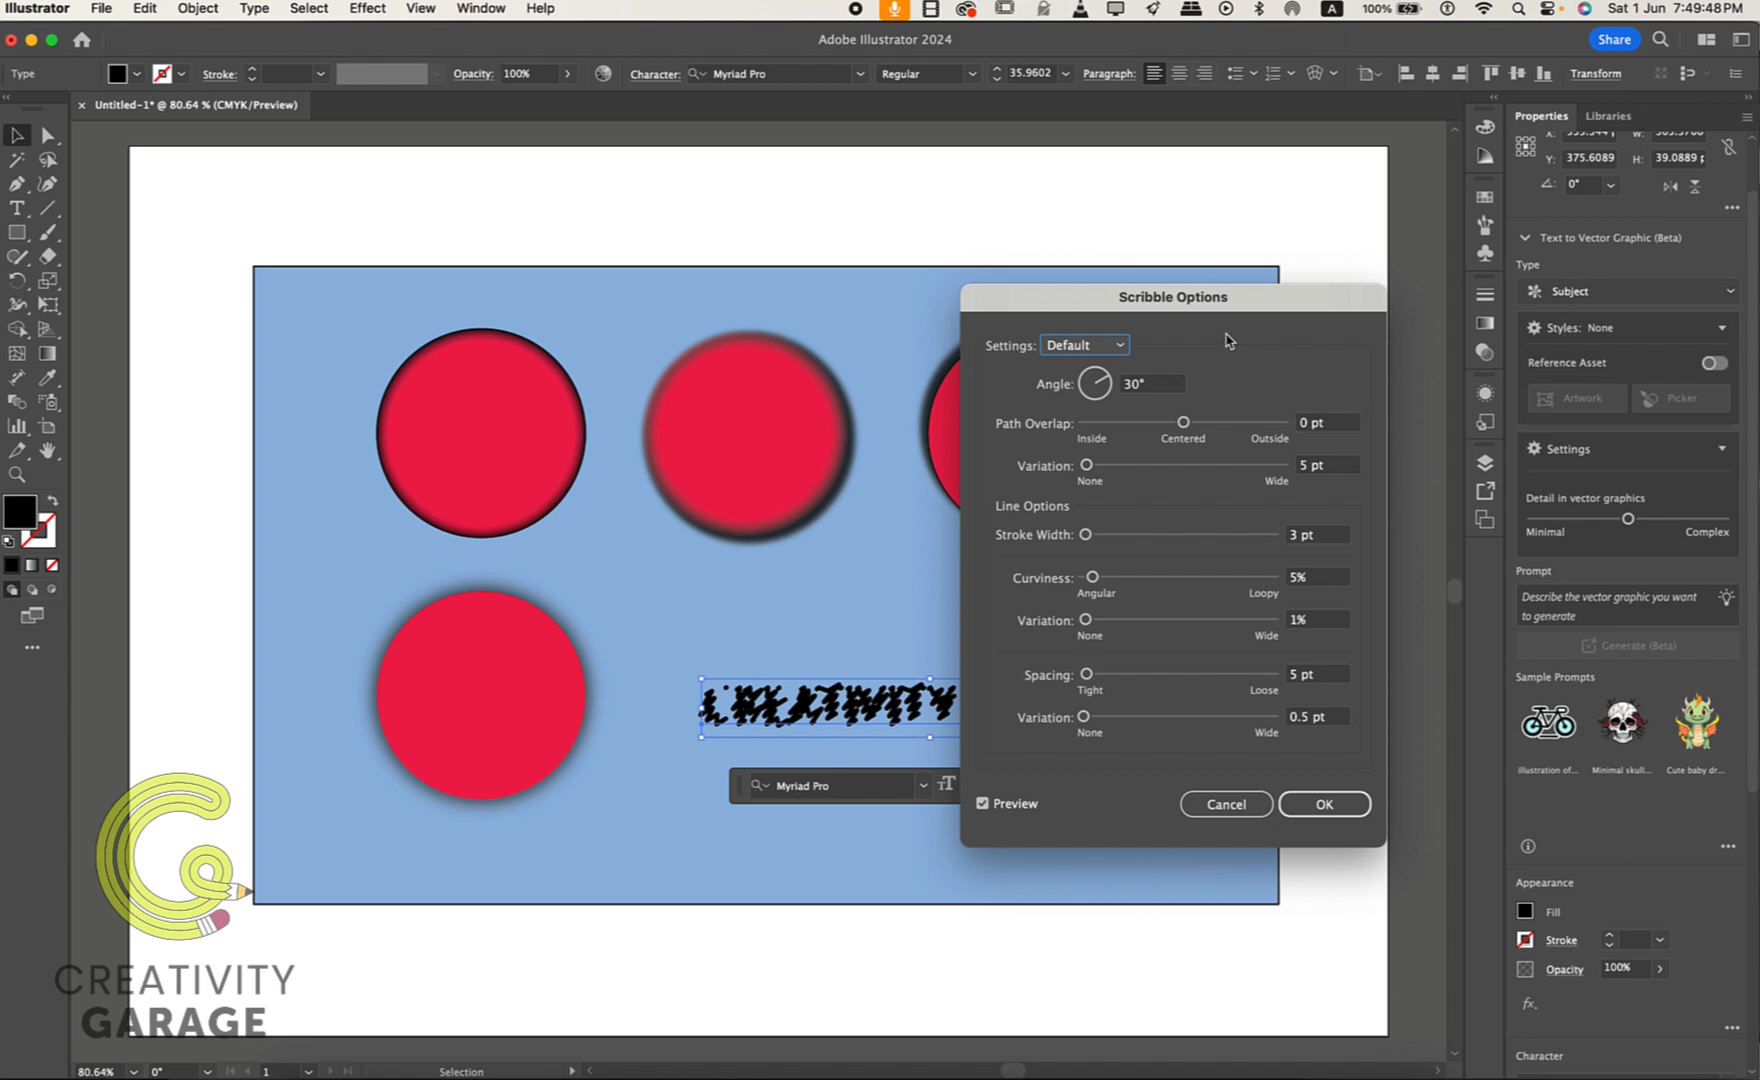 Illustrator File Edit Object Type Select Effect View Window Help
A 100% Sat 1 Jun 7:49:48 PM
Adobe Illustrator 2024
Share
Type Stroke: Opacity: 100% Character: Myriad Pro Regular 35.9602 Paragraph: Transform
× Untitled-1* @ 80.64 % (CMYK/Preview)
Properties Libraries
Y: 375.6089 H: 39.0889 p
0°
Text to Vector Graphic (Beta)
Type
Subject
Styles: None
Reference Asset
Artwork Picker
Settings
Detail in vector graphics
Minimal Complex
Prompt
Describe the vector graphic you want
to generate
Generate (Beta)
Sample Prompts
illustration of... Minimal skull... Cute baby dr...
Appearance
Fill
Stroke
Opacity 100%
fx.
Character
Scribble Options
Settings: Default
Angle: 30°
Path Overlap: 0 pt
Inside Centered Outside
Variation: 5 pt
None Wide
Line Options
Stroke Width: 3 pt
Curviness: 5%
Angular Loopy
Variation: 1%
None Wide
Spacing: 5 pt
Tight Loose
Variation: 0.5 pt
None Wide
Preview Cancel OK
Myriad Pro
CREATIVITY
GARAGE
80.64% 0° 1 Selection